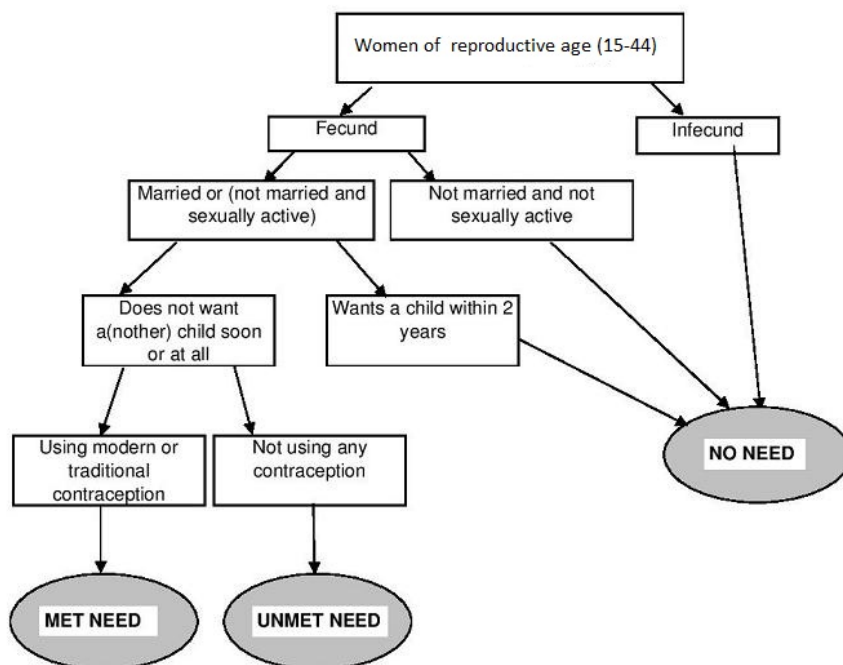 Women of reproductive age (15-44)
Fecund
Infecund
Married or (not married and
sexually active)
Not married and not
sexually active
Does not want
a(nother) child soon
or at all
Wants a child within 2
years
Using modern or
traditional
contraception
Not using any
contraception
NO NEED
MET NEED
UNMET NEED